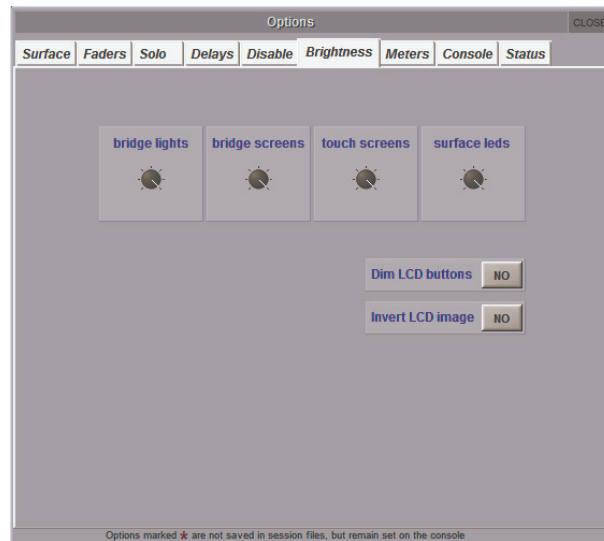 Options CLOSE
Surface Faders Solo Delays Disable Brightness Meters Console Status
bridge lights bridge screens touch screens surface leds
Dim LCD buttons NO
Invert LCD image NO
Options marked * are not saved in session files, but remain set on the console